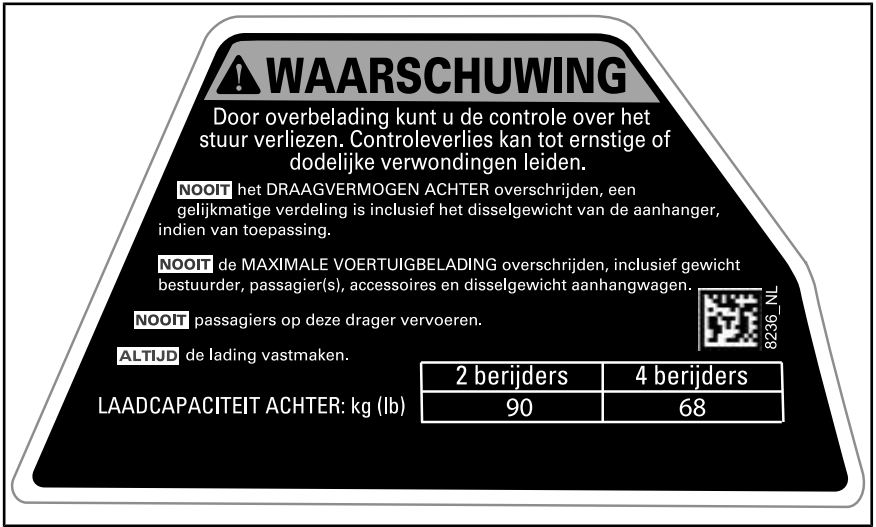 WAARSCHUWING
Door overbelading kunt u de controle over het
stuur verliezen. Controleverlies kan tot ernstige of
dodelijke verwondingen leiden.
NOOIT het DRAAGVERMOGEN ACHTER overschrijden, een
gelijkmatige verdeling is inclusief het disselgewicht van de aanhanger,
indien van toepassing.
NOOIT de MAXIMALE VOERTUIGBELADING overschrijden, inclusief gewicht
bestuurder, passagier(s), accessoires en disselgewicht aanhangwagen.
8236_NL
NOOIT passagiers op deze drager vervoeren.
ALTIJD de lading vastmaken.
2 berijders 4 berijders
LAADCAPACITEIT ACHTER: kg (lb) 90 68